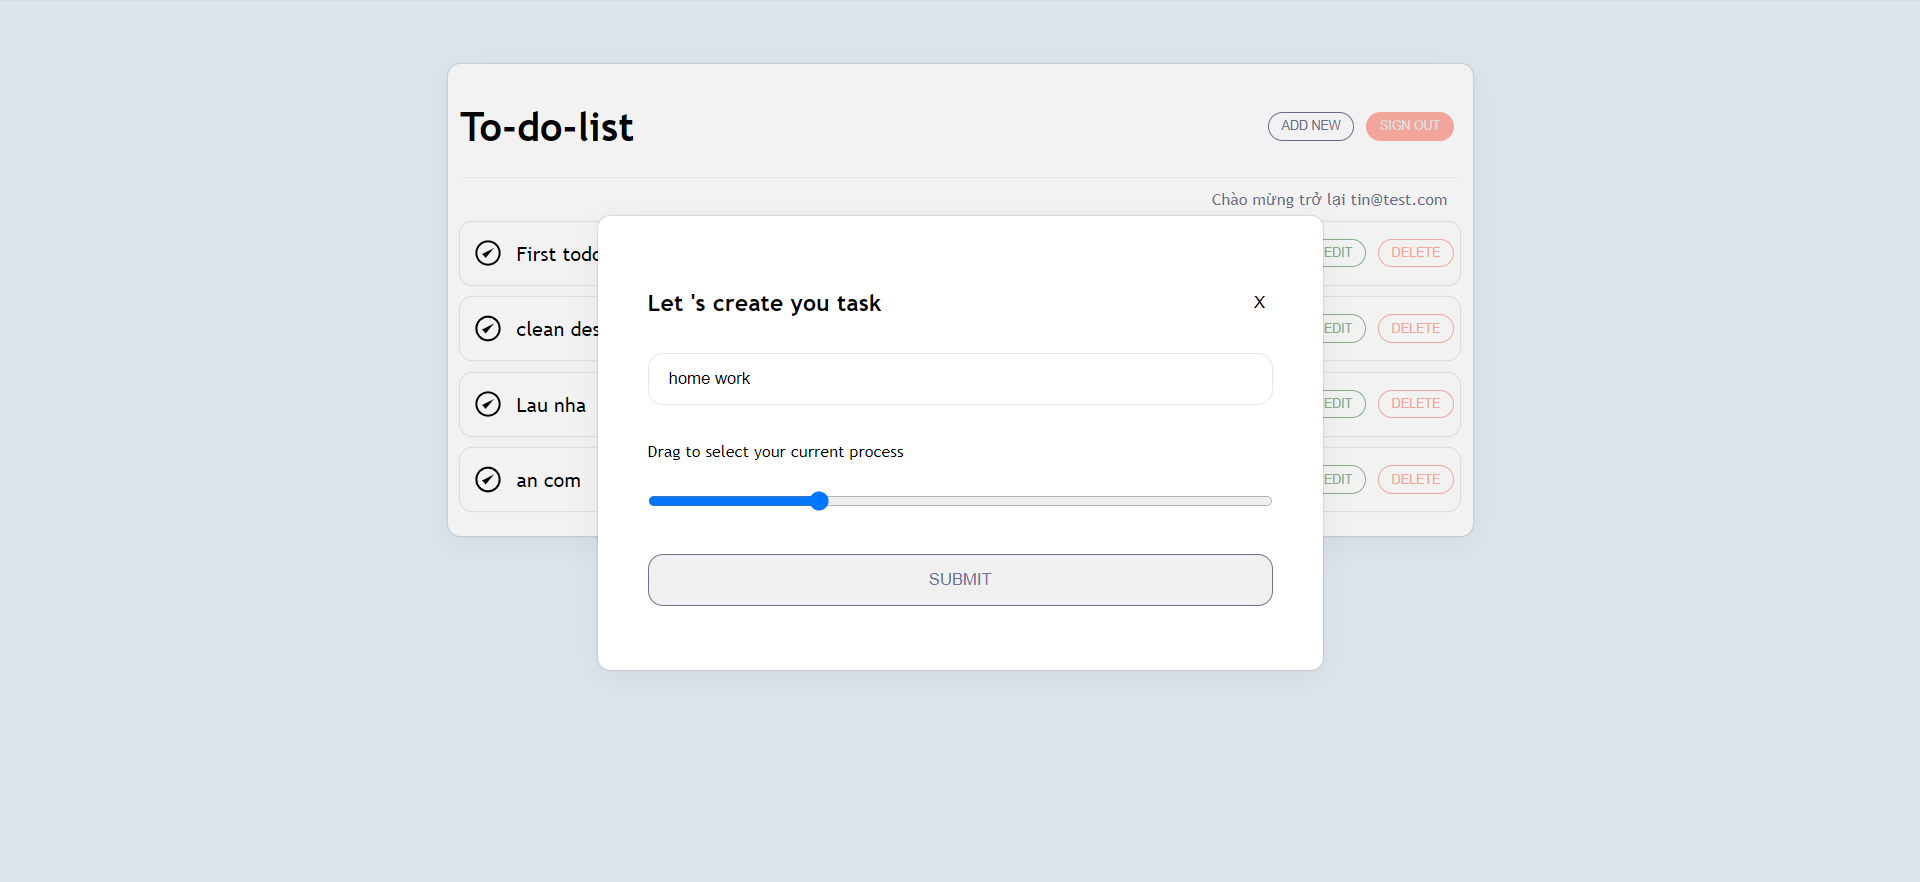 To-do-list
ADD NEW SIGN OUT
Chào mừng trở lại tin@test.com
First todo
EDIT DELETE
Let 's create you task X
clean des
EDIT DELETE
home work
Lau nha
EDIT DELETE
Drag to select your current process
an com
EDIT DELETE
SUBMIT